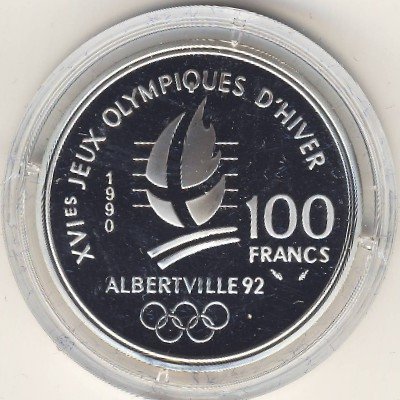 XVIes JEUX OLYMPIQUES D'HIVER
1990
100
FRANCS
ALBERTVILLE 92